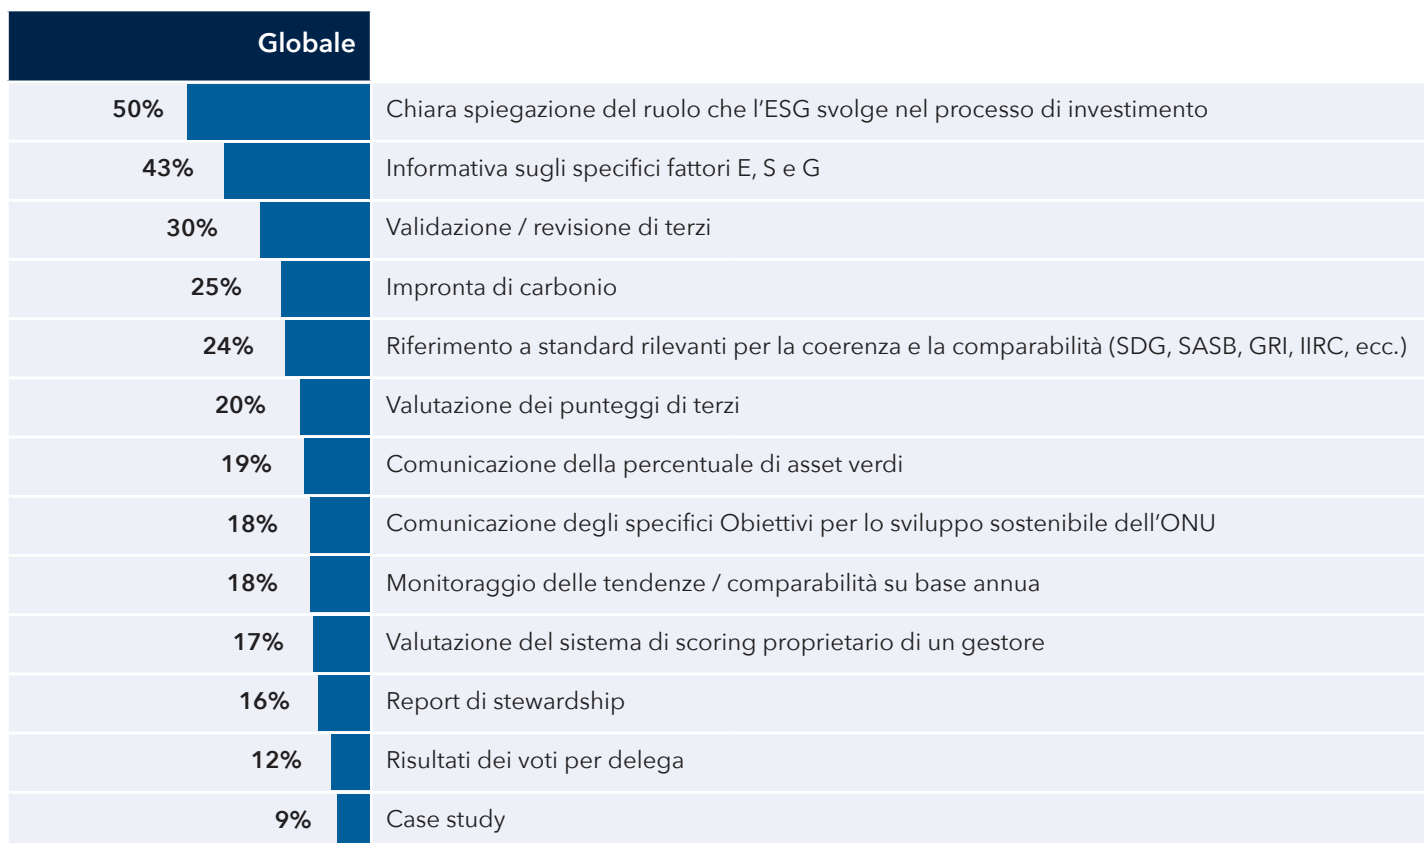 Globale
50% Chiara spiegazione del ruolo che l’ESG svolge nel processo di investimento
43% Informativa sugli specifici fattori E, S e G
30% Validazione / revisione di terzi
25% Impronta di carbonio
24% Riferimento a standard rilevanti per la coerenza e la comparabilità (SDG, SASB, GRI, IIRC, ecc.)
20% Valutazione dei punteggi di terzi
19% Comunicazione della percentuale di asset verdi
18% Comunicazione degli specifici Obiettivi per lo sviluppo sostenibile dell’ONU
18% Monitoraggio delle tendenze / comparabilità su base annua
17% Valutazione del sistema di scoring proprietario di un gestore
16% Report di stewardship
12% Risultati dei voti per delega
9% Case study